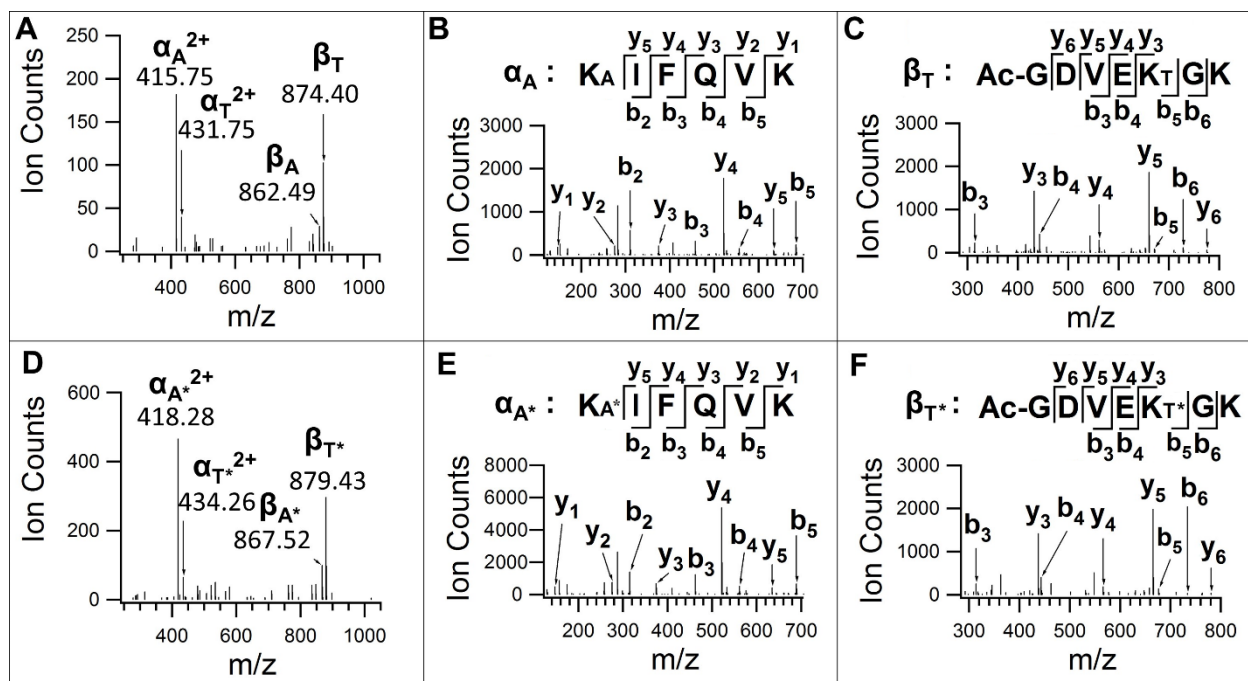 A
250
200
150
100
50
0
Ion Counts
αA2+
415.75
αT2+
431.75
βT
874.40
βA
862.49
400 600 800 1000
m/z
B
y5 y4 y3 y2 y1
αA : KA I F Q V K
b2 b3 b4 b5
3000
2000
1000
0
Ion Counts
y1 y2 b2 y3 b3 y4 b4 y5 b5
200 300 400 500 600 700
m/z
C
y6 y5 y4 y3
βT : Ac-G D V E KT G K
b3 b4 b5 b6
3000
2000
1000
0
Ion Counts
b3 y3 b4 y4 y5 b5 b6 y6
300 400 500 600 700 800
m/z
D
600
400
200
0
Ion Counts
αA*2+
418.28
αT*2+
434.26
βT*
879.43
βA*
867.52
400 600 800 1000
m/z
E
y5 y4 y3 y2 y1
αA* : KA* I F Q V K
b2 b3 b4 b5
8000
6000
4000
2000
0
Ion Counts
y1 y2 b2 y3 b3 y4 b4 y5 b5
200 300 400 500 600 700
m/z
F
y6 y5 y4 y3
βT* : Ac-G D V E KT* G K
b3 b4 b5 b6
3000
2000
1000
0
Ion Counts
b3 y3 b4 y4 y5 b5 b6 y6
300 400 500 600 700 800
m/z